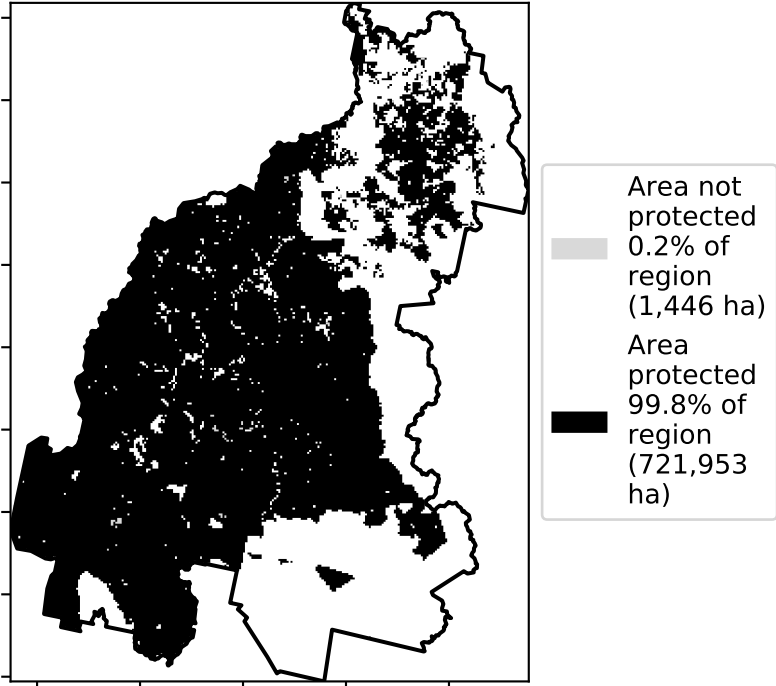 Area not
protected
0.2% of
region
(1,446 ha)
Area
protected
99.8% of
region
(721,953
ha)